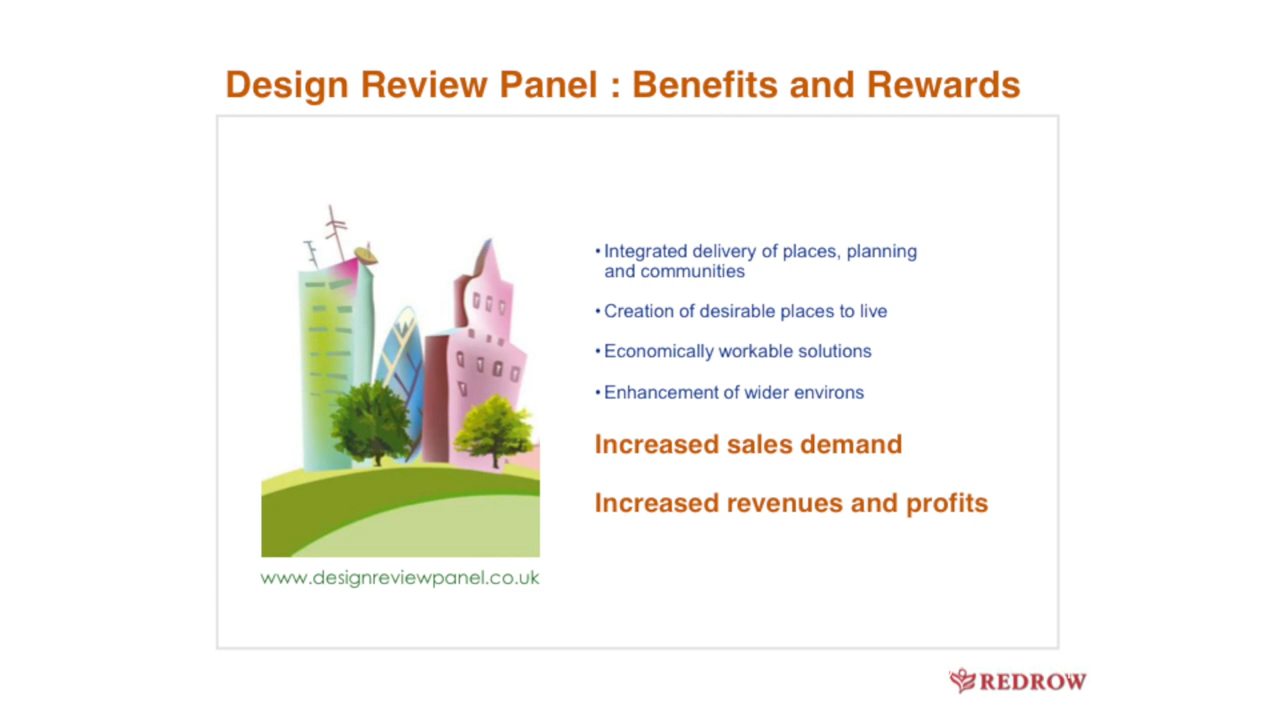 Design Review Panel : Benefits and Rewards
• Integrated delivery of places, planning
and communities
• Creation of desirable places to live
• Economically workable solutions
• Enhancement of wider environs
Increased sales demand
Increased revenues and profits
www.designreviewpanel.co.uk
REDROW